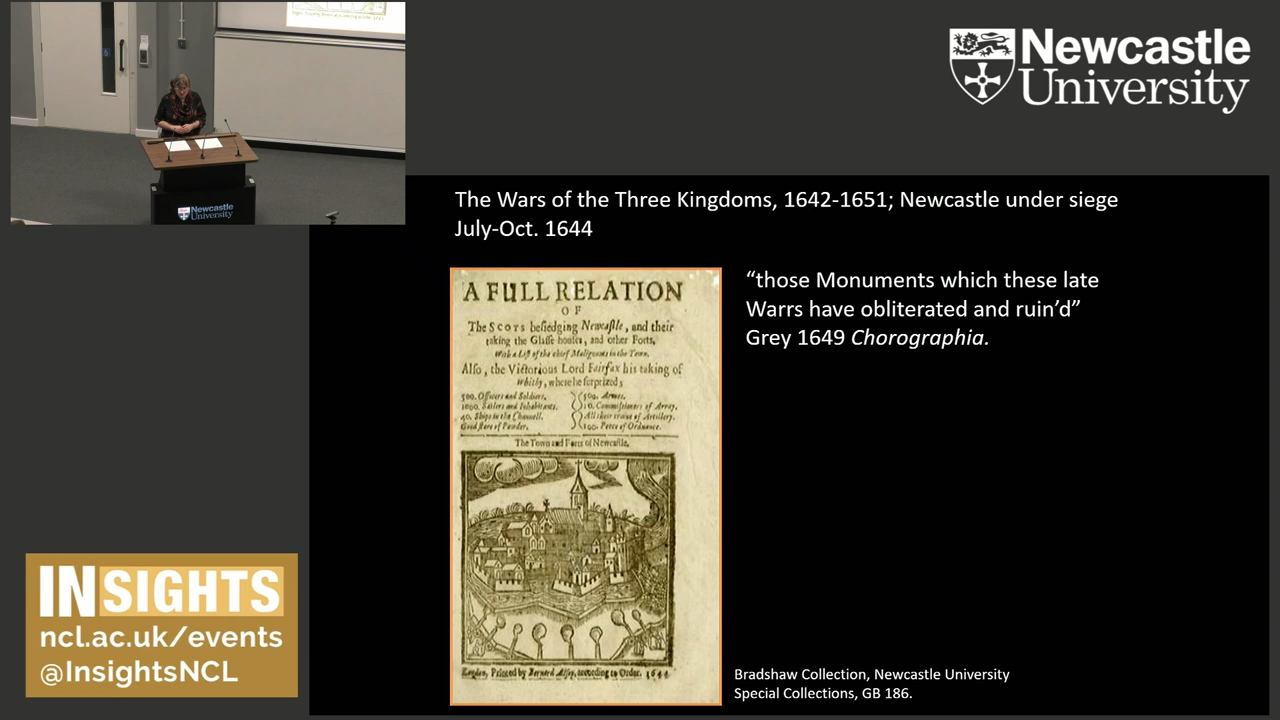 Newcastle
University
Newcastle
University
The Wars of the Three Kingdoms, 1642-1651; Newcastle under siege
July-Oct. 1644
A FULL RELATION
OF
The SCOTS besiedging Newcastle, and their
taking the Glasse-houses, and other Forts,
With a List of the chief Malignants in the Town.
Also, the Victorious Lord Fairfax his taking of
Whitby, where he surprized;
500. Officers and Soldiers.
1000. Sailers and Inhabitants.
40. Ships in the Channell.
Good store of Powder.
500. Armes.
10. Commissioners of Array.
All their traine of Artillery.
100. Peece of Ordnance.
The Town and Forts of Newcastle.
London, Printed by Bernard Alsop, according to Order. 1644
“those Monuments which these late
Warrs have obliterated and ruin’d”
Grey 1649 Chorographia.
Bradshaw Collection, Newcastle University
Special Collections, GB 186.
INSIGHTS
ncl.ac.uk/events
@InsightsNCL